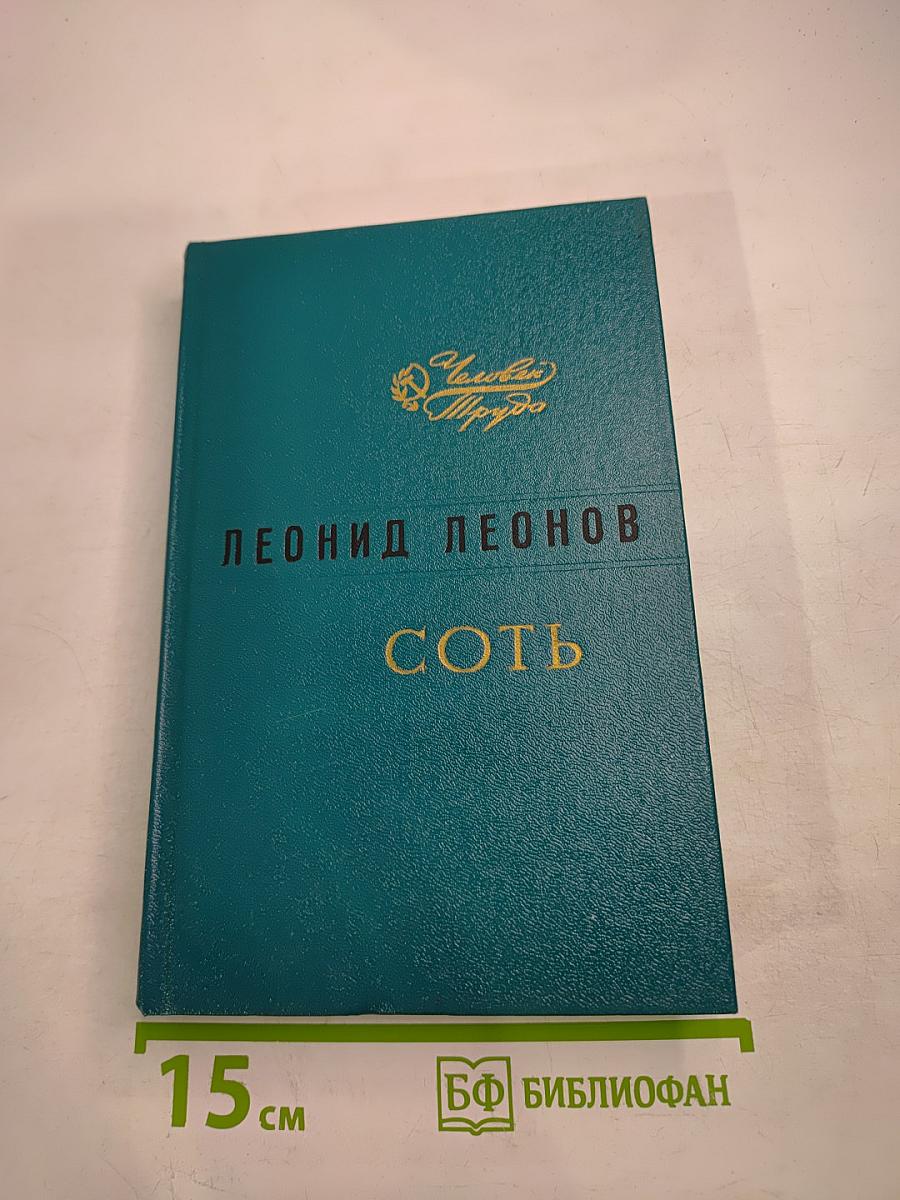 Человек
Труда
ЛЕОНИД ЛЕОНОВ
СОТЬ
15 см
БФ БИБЛИОФАН